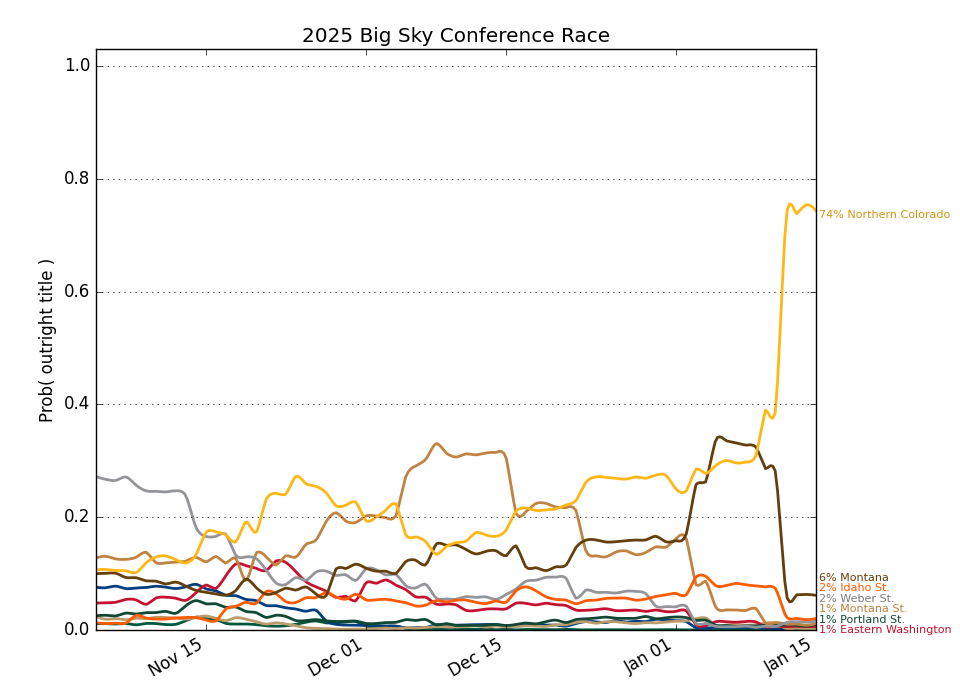 2025 Big Sky Conference Race
Prob( outright title )
1.0
0.8
0.6
0.4
0.2
0.0
Nov 15
Dec 01
Dec 15
Jan 01
Jan 15
74% Northern Colorado
6% Montana
2% Idaho St.
2% Weber St.
1% Montana St.
1% Portland St.
1% Eastern Washington